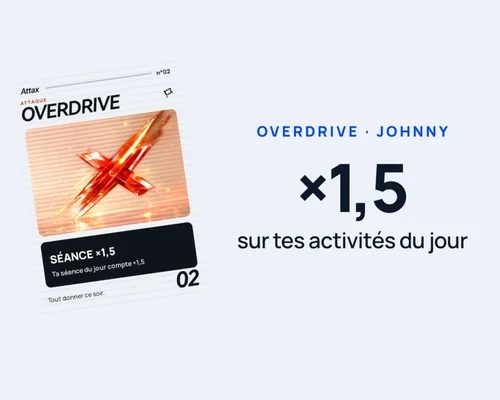 Attax
n°02
ATTAQUE
OVERDRIVE
SÉANCE ×1,5
Ta séance du jour compte ×1,5
02
Tout donner ce soir.
OVERDRIVE · JOHNNY
×1,5
sur tes activités du jour